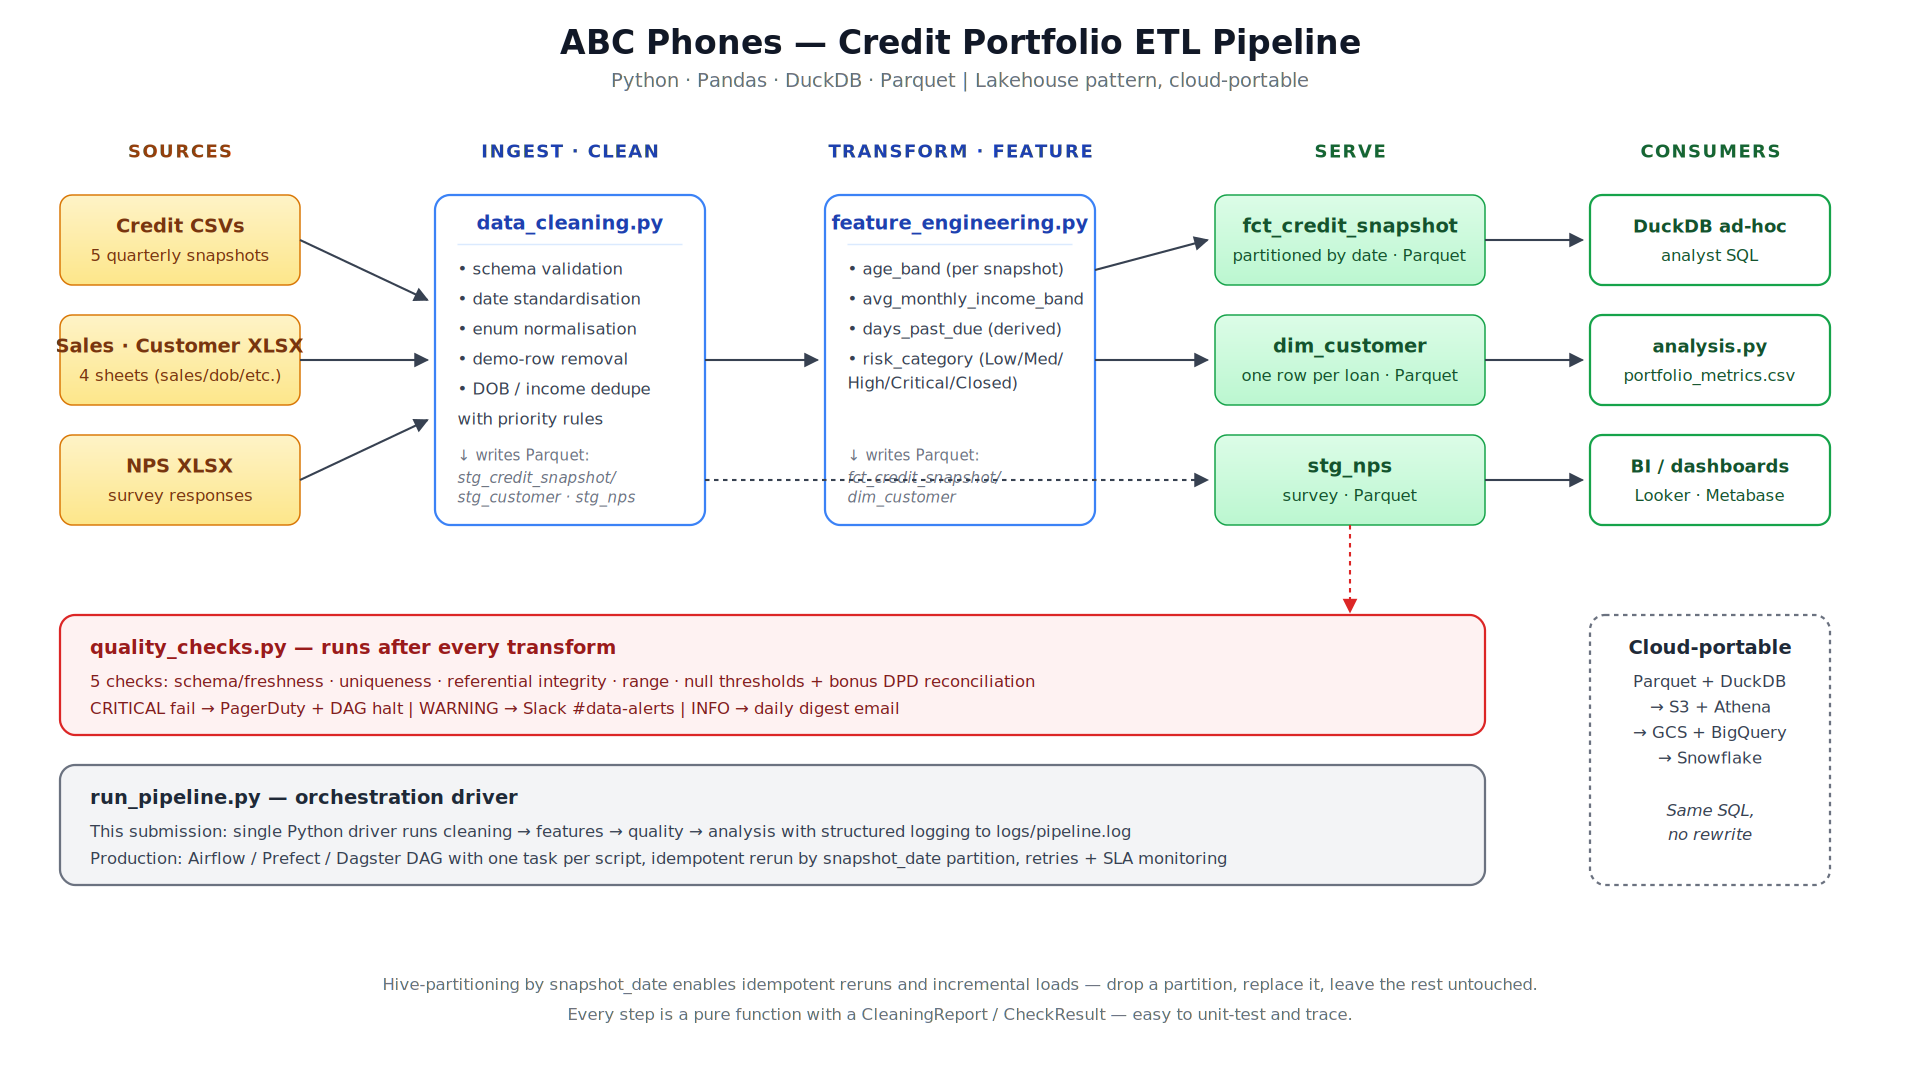 ABC Phones — Credit Portfolio ETL Pipeline
Python · Pandas · DuckDB · Parquet | Lakehouse pattern, cloud-portable
SOURCES
Credit CSVs
5 quarterly snapshots
Sales · Customer XLSX
4 sheets (sales/dob/etc.)
NPS XLSX
survey responses
INGEST · CLEAN
data_cleaning.py
• schema validation
• date standardisation
• enum normalisation
• demo-row removal
• DOB / income dedupe
with priority rules
↓ writes Parquet:
stg_credit_snapshot/
stg_customer · stg_nps
TRANSFORM · FEATURE
feature_engineering.py
• age_band (per snapshot)
• avg_monthly_income_band
• days_past_due (derived)
• risk_category (Low/Med/
High/Critical/Closed)
↓ writes Parquet:
fct_credit_snapshot/
dim_customer
SERVE
fct_credit_snapshot
partitioned by date · Parquet
dim_customer
one row per loan · Parquet
stg_nps
survey · Parquet
CONSUMERS
DuckDB ad-hoc
analyst SQL
analysis.py
portfolio_metrics.csv
BI / dashboards
Looker · Metabase
quality_checks.py — runs after every transform
5 checks: schema/freshness · uniqueness · referential integrity · range · null thresholds + bonus DPD reconciliation
CRITICAL fail → PagerDuty + DAG halt | WARNING → Slack #data-alerts | INFO → daily digest email
run_pipeline.py — orchestration driver
This submission: single Python driver runs cleaning → features → quality → analysis with structured logging to logs/pipeline.log
Production: Airflow / Prefect / Dagster DAG with one task per script, idempotent rerun by snapshot_date partition, retries + SLA monitoring
Cloud-portable
Parquet + DuckDB
→ S3 + Athena
→ GCS + BigQuery
→ Snowflake
Same SQL,
no rewrite
Hive-partitioning by snapshot_date enables idempotent reruns and incremental loads — drop a partition, replace it, leave the rest untouched.
Every step is a pure function with a CleaningReport / CheckResult — easy to unit-test and trace.